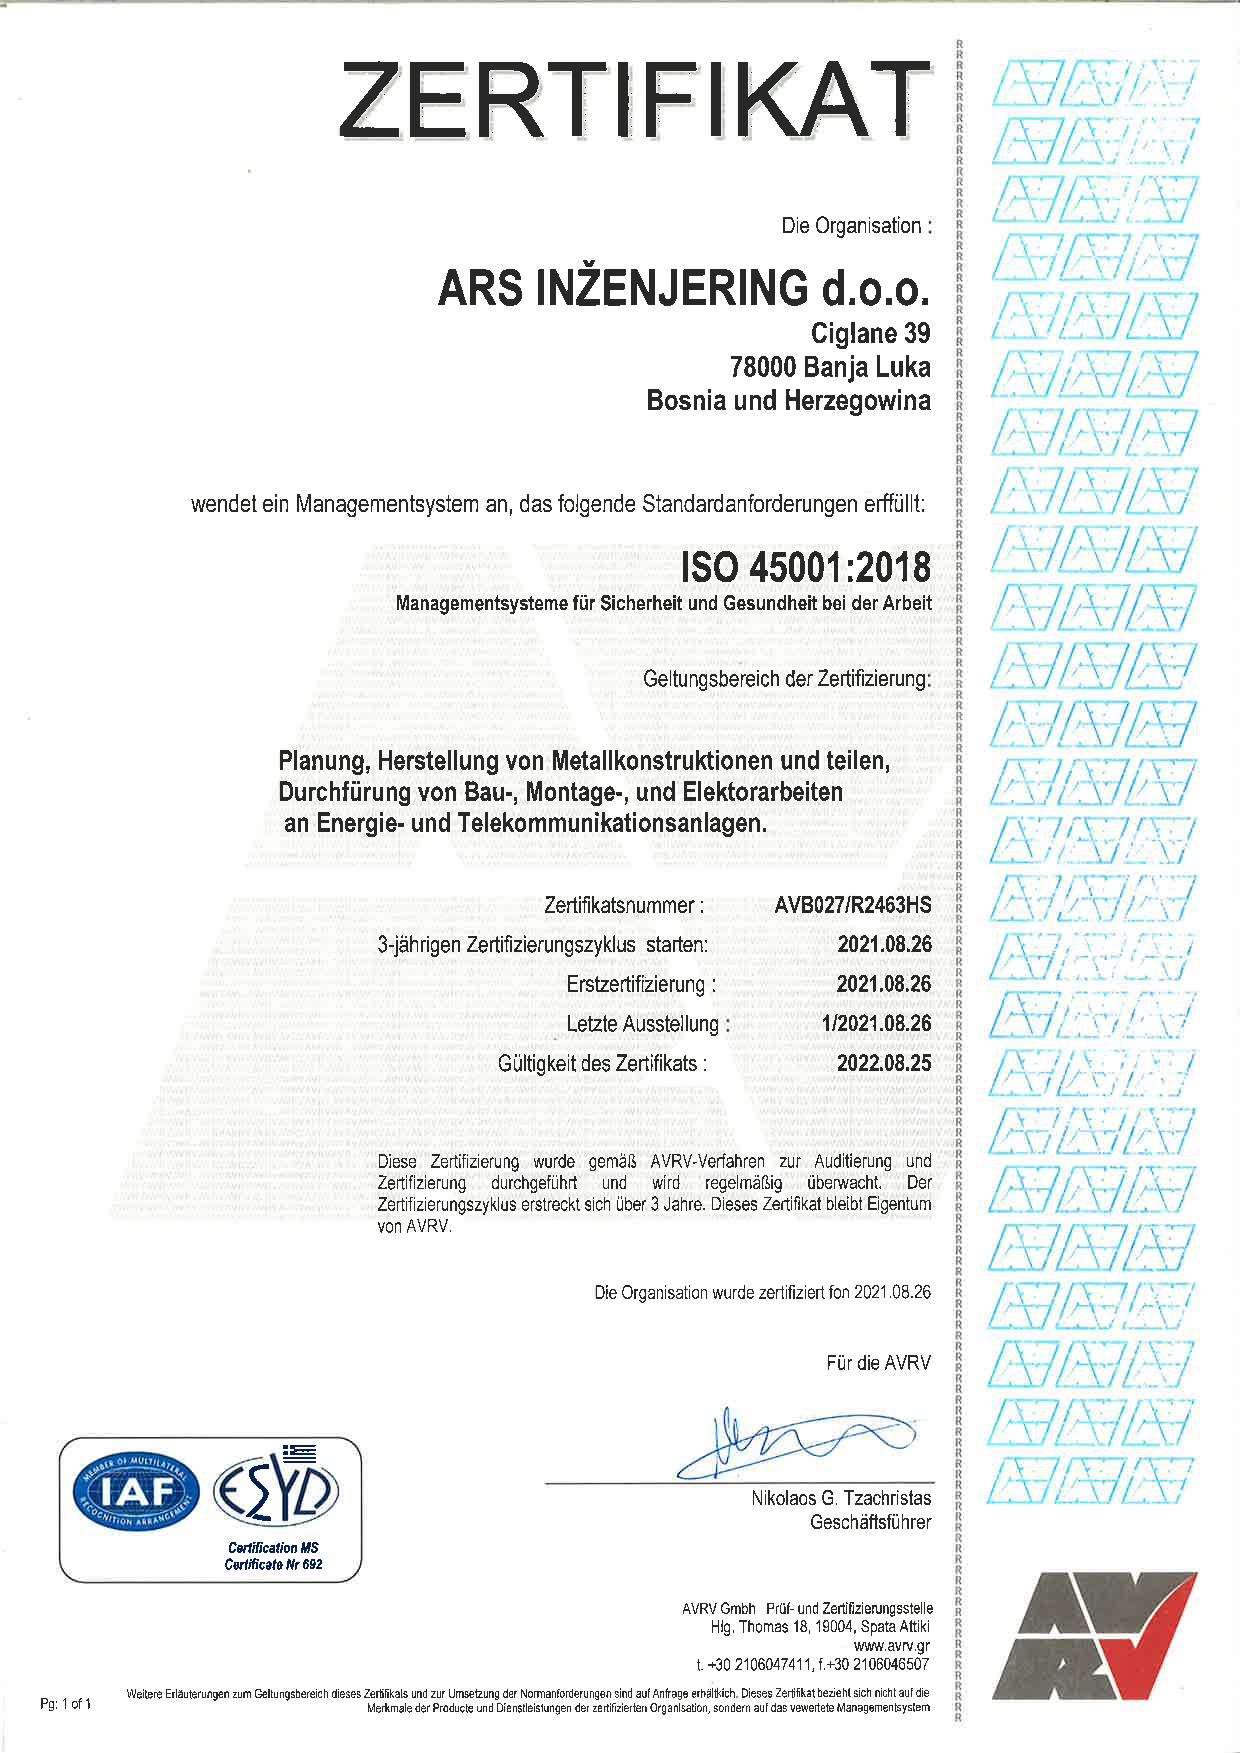 ZERTIFIKAT
Die Organisation :
ARS INŽENJERING d.o.o.
Ciglane 39
78000 Banja Luka
Bosnia und Herzegowina
wendet ein Managementsystem an, das folgende Standardanforderungen erffüllt:
ISO 45001:2018
Managementsysteme für Sicherheit und Gesundheit bei der Arbeit
Geltungsbereich der Zertifizierung:
Planung, Herstellung von Metallkonstruktionen und teilen,
Durchfürung von Bau-, Montage-, und Elektorarbeiten
an Energie- und Telekommunikationsanlagen.
Zertifikatsnummer : AVB027/R2463HS
3-jährigen Zertifizierungszyklus starten: 2021.08.26
Erstzertifizierung : 2021.08.26
Letzte Ausstellung : 1/2021.08.26
Gültigkeit des Zertifikats : 2022.08.25
Diese Zertifizierung wurde gemäß AVRV-Verfahren zur Auditierung und
Zertifizierung durchgeführt und wird regelmäßig überwacht. Der
Zertifizierungszyklus erstreckt sich über 3 Jahre. Dieses Zertifikat bleibt Eigentum
von AVRV.
Die Organisation wurde zertifiziert fon 2021.08.26
Für die AVRV
Nikolaos G. Tzachristas
Geschäftsführer
MEMBER OF MULTILATERAL
IAF
RECOGNITION ARRANGEMENT
ESYD
Certification MS
Certificate Nr 692
AVRV Gmbh Prüf- und Zertifizierungsstelle
Hlg. Thomas 18, 19004, Spata Attiki
www.avrv.gr
t. +30 2106047411, f.+30 2106046507
Weitere Erläuterungen zum Geltungsbereich dieses Zertifikats und zur Umsetzung der Normanforderungen sind auf Anfrage erhältkich. Dieses Zertifikat bezieht sich nicht auf die
Merkmale der Producte und Dienstleistungen der zertifizierten Organisation, sondern auf das vewertete Managementsystem
Pg: 1 of 1
AVRV